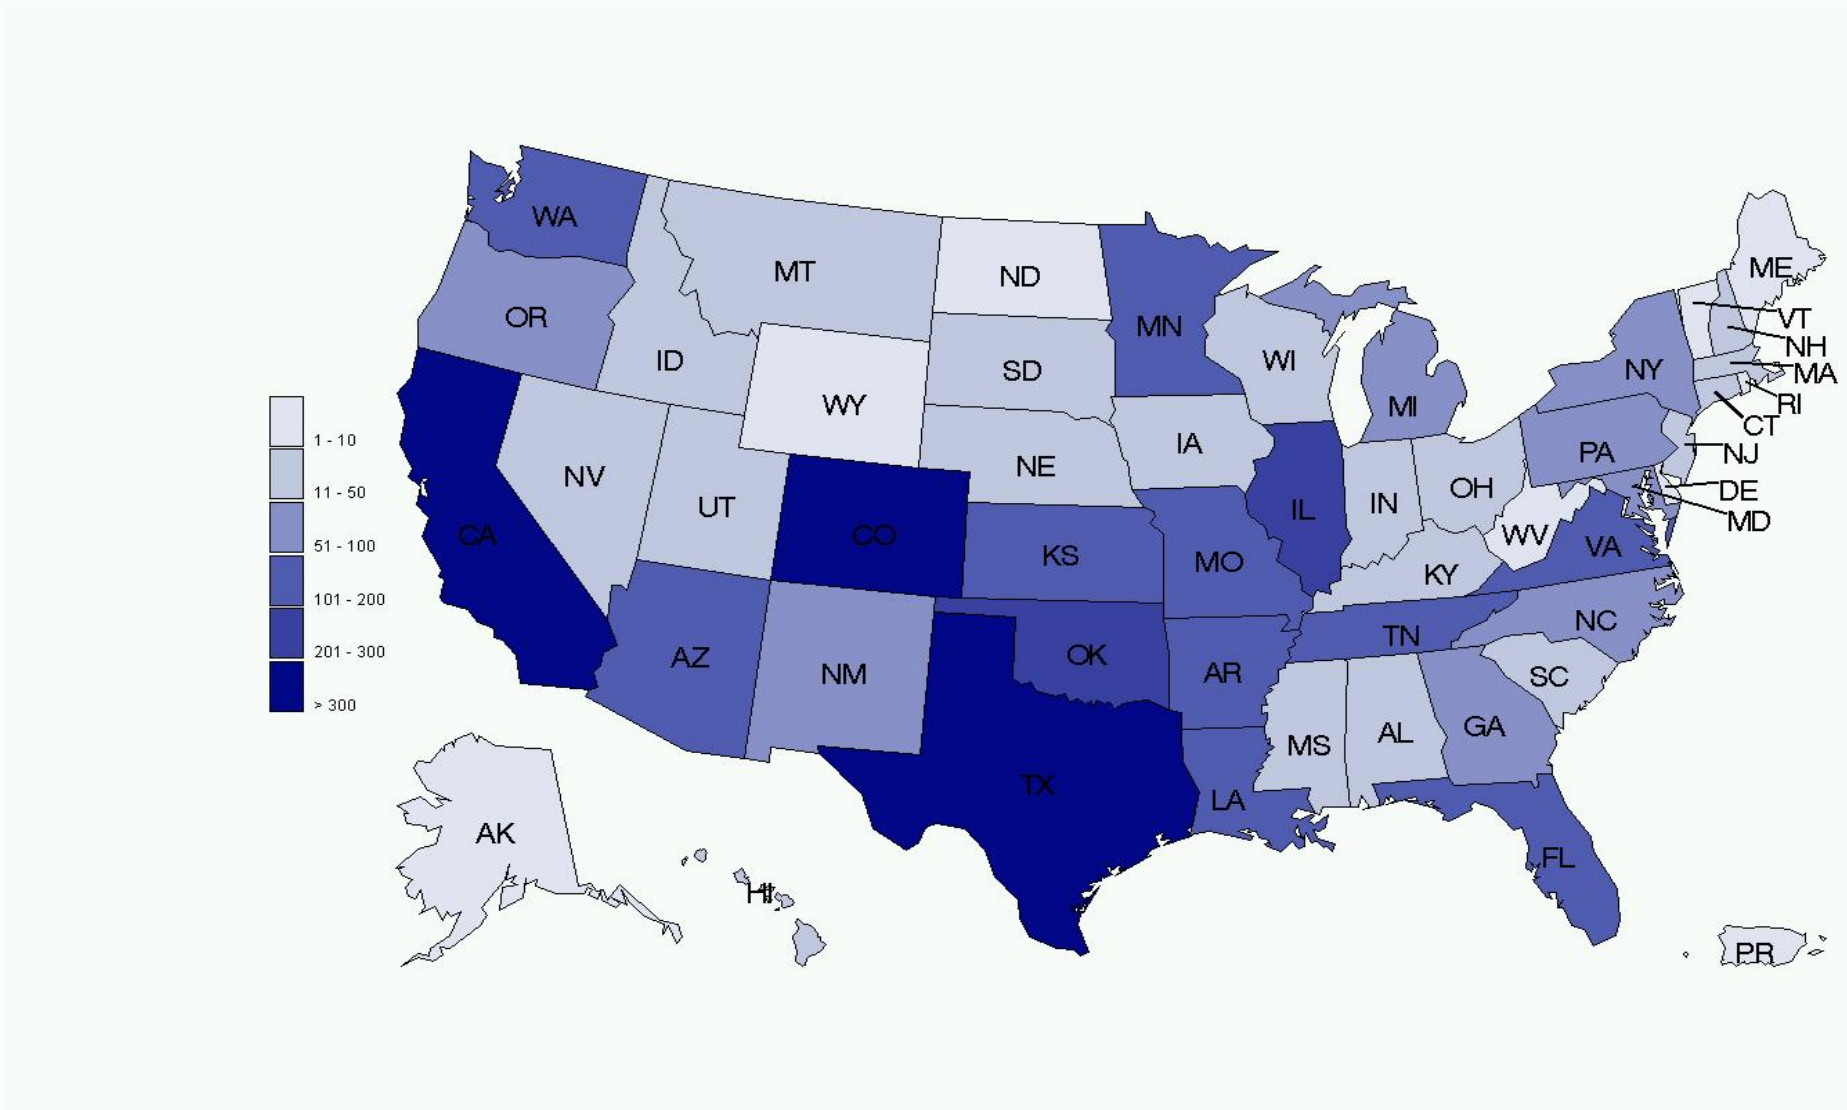 WA
MT
ND
ME
OR
MN
VT
ID
SD
WI
NH
NY
MA
WY
MI
RI
CT
1 - 10
IA
PA
NJ
NV
NE
OH
DE
11 - 50
UT
IL
IN
MD
CA
CO
WV
VA
51 - 100
KS
MO
KY
101 - 200
TN
NC
201 - 300
AZ
OK
NM
AR
SC
> 300
GA
MS
AL
TX
LA
AK
FL
HI
PR